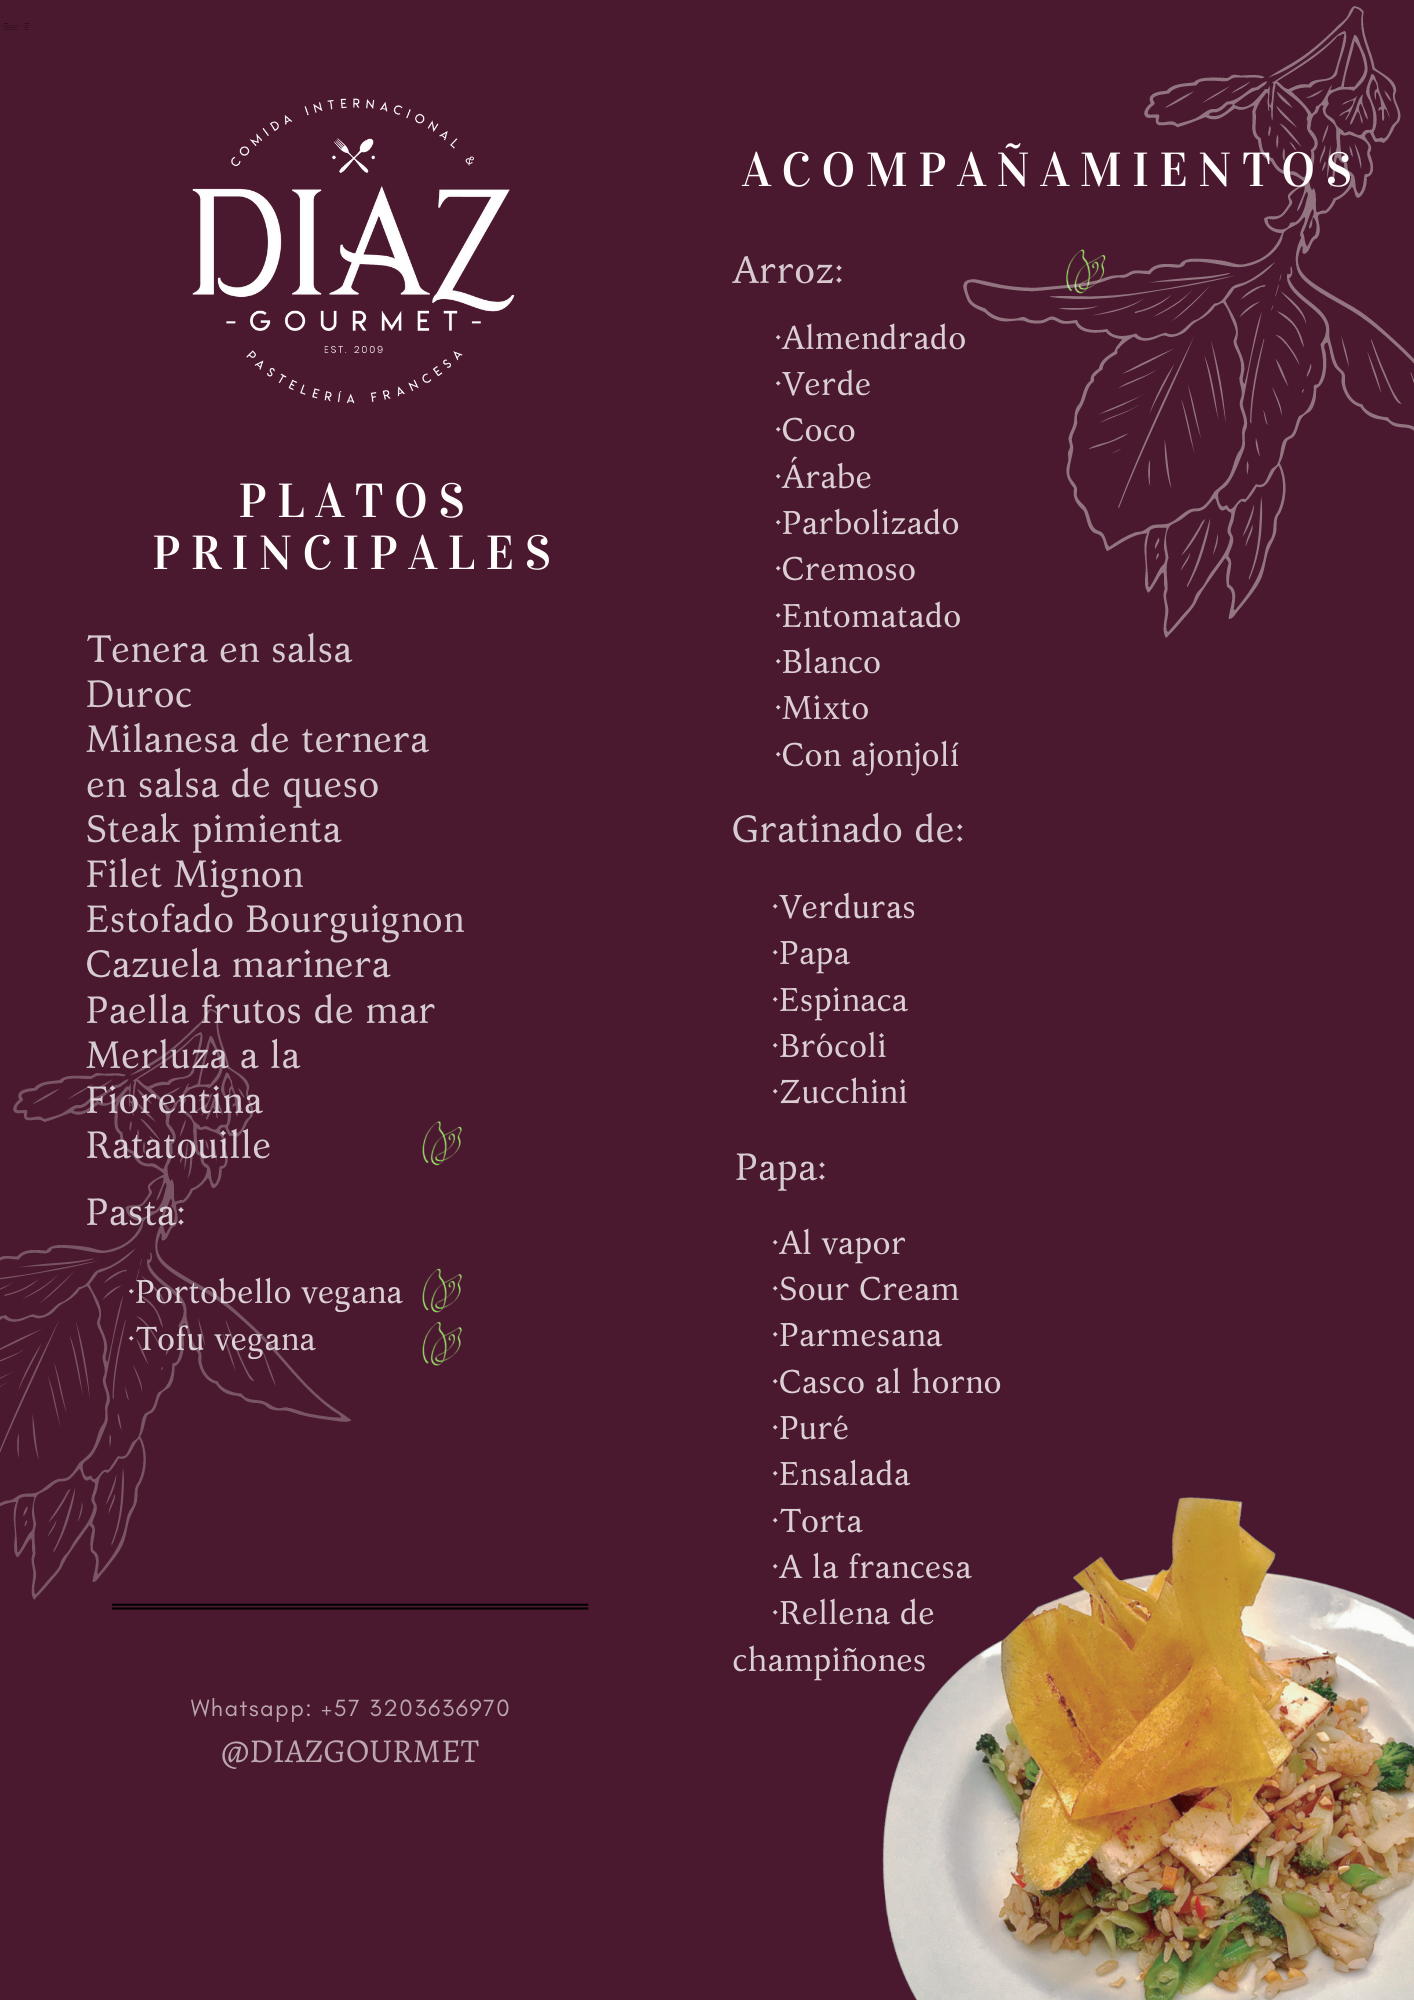 COMIDA INTERNACIONAL &
DIAZ
-GOURMET-
EST. 2009
PASTELERÍA FRANCESA
PLATOS
PRINCIPALES
Tenera en salsa
Duroc
Milanesa de ternera
en salsa de queso
Steak pimienta
Filet Mignon
Estofado Bourguignon
Cazuela marinera
Paella frutos de mar
Merluza a la
Fiorentina
Ratatouille
Pasta:
·Portobello vegana
·Tofu vegana
Whatsapp: +57 3203636970
@DIAZGOURMET
ACOMPAÑAMIENTOS
Arroz:
·Almendrado
·Verde
·Coco
·Árabe
·Parbolizado
·Cremoso
·Entomatado
·Blanco
·Mixto
·Con ajonjolí
Gratinado de:
·Verduras
·Papa
·Espinaca
·Brócoli
·Zucchini
Papa:
·Al vapor
·Sour Cream
·Parmesana
·Casco al horno
·Puré
·Ensalada
·Torta
·A la francesa
·Rellena de
champiñones